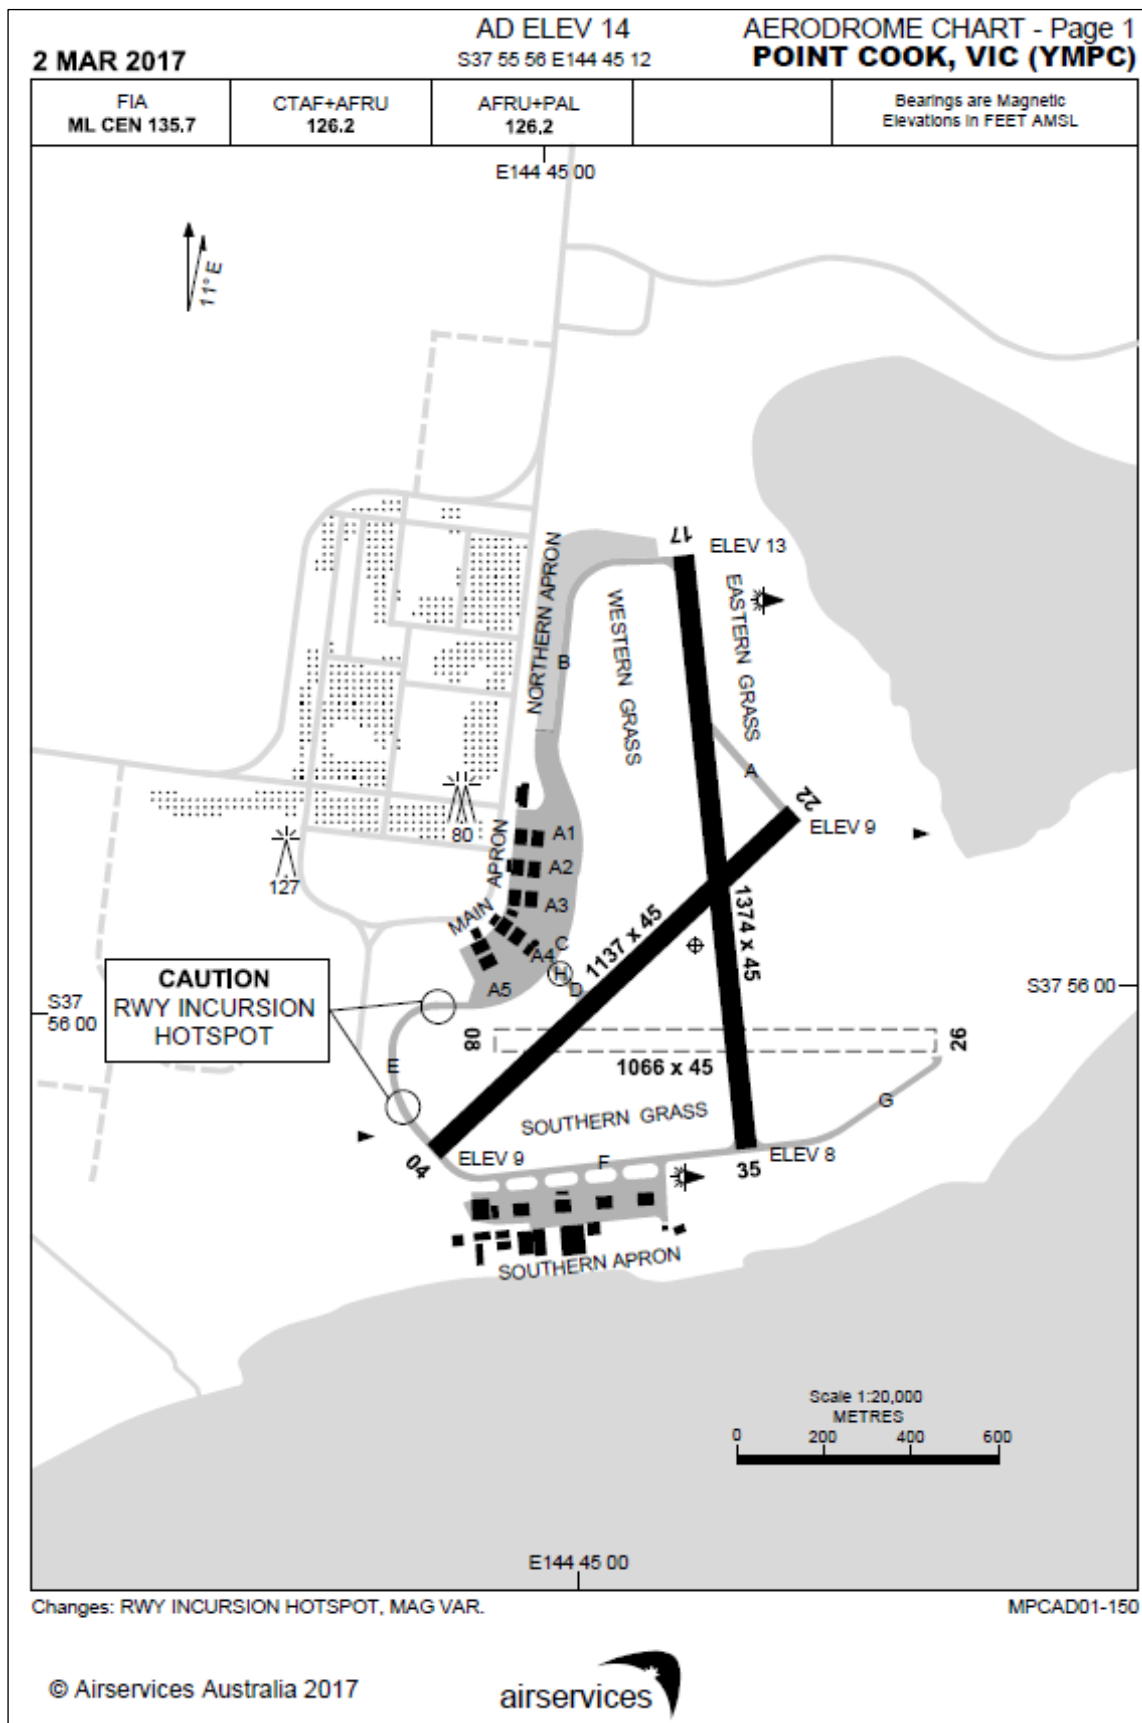 AD ELEV 14
AERODROME CHART - Page 1
2 MAR 2017
S37 55 56 E144 45 12
POINT COOK, VIC (YMPC)
FIA
ML CEN 135.7
CTAF+AFRU
126.2
AFRU+PAL
126.2
Bearings are Magnetic
Elevations in FEET AMSL
E144 45 00
11° E
17
ELEV 13
NORTHERN APRON
WESTERN GRASS
EASTERN GRASS
B
A
22
ELEV 9
80
127
A1
A2
A3
MAIN APRON
C
A4
H
D
A5
1137 x 45
1374 x 45
CAUTION
RWY INCURSION
HOTSPOT
S37
56 00
S37 56 00
08
26
1066 x 45
E
G
SOUTHERN GRASS
04
ELEV 9
F
35
ELEV 8
SOUTHERN APRON
Scale 1:20,000
METRES
0 200 400 600
E144 45 00
Changes: RWY INCURSION HOTSPOT, MAG VAR.
MPCAD01-150
© Airservices Australia 2017
airservices